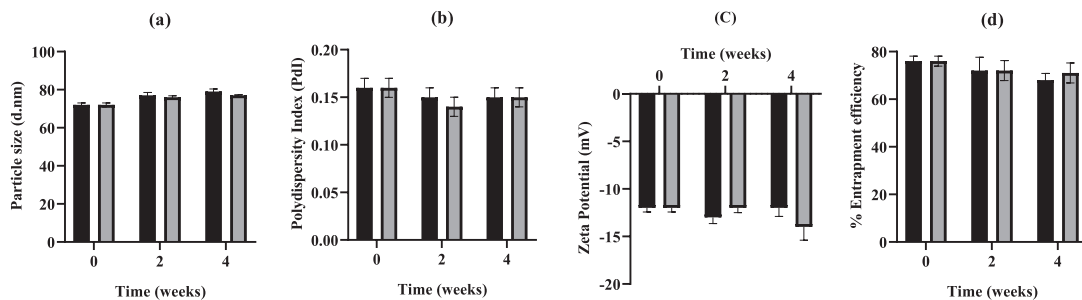 (a)
Particle size (d.nm)
100
80
60
40
20
0
0 2 4
Time (weeks)
(b)
Polydispersity Index (PdI)
0.20
0.15
0.10
0.05
0.00
0 2 4
Time (weeks)
(C)
Time (weeks)
0 2 4
Zeta Potential (mV)
0
-5
-10
-15
-20
(d)
% Entrapment efficiency
80
60
40
20
0
0 2 4
Time (weeks)